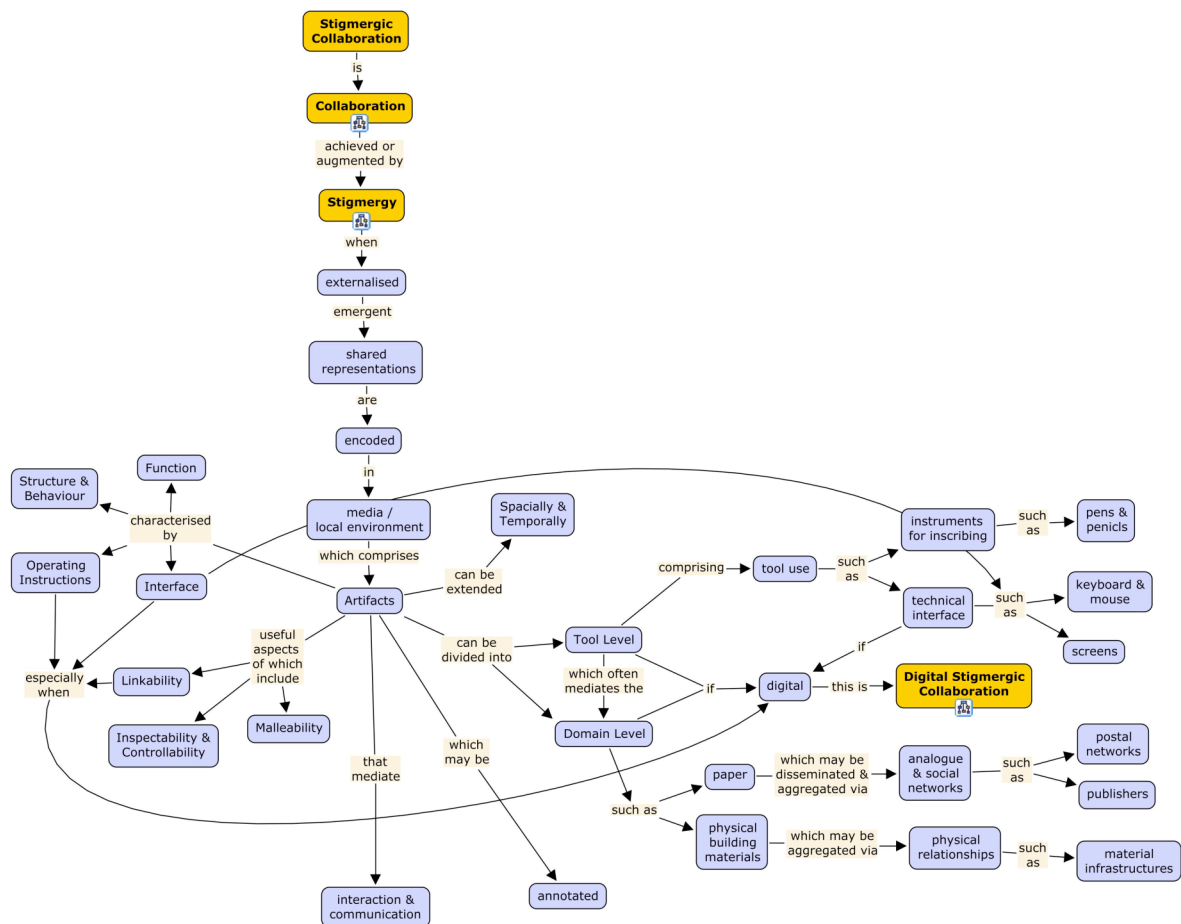 Stigmergic
Collaboration
is
Collaboration
achieved or
augmented by
Stigmergy
when
externalised
emergent
shared
representations
are
encoded
in
media /
local environment
which comprises
Artifacts
Function
Structure &
Behaviour
characterised
by
Operating
Instructions
Interface
especially
when
useful
aspects
of which
include
Linkability
Inspectability &
Controllability
Malleability
that
mediate
interaction &
communication
which
may be
annotated
can be
extended
Spacially &
Temporally
can be
divided into
Tool Level
which often
mediates the
Domain Level
comprising
tool use
such
as
instruments
for inscribing
such
as
pens &
penicls
technical
interface
such
as
keyboard &
mouse
screens
if
if
digital
this is
Digital Stigmergic
Collaboration
such as
paper
which may be
disseminated &
aggregated via
analogue
& social
networks
such
as
postal
networks
publishers
physical
building
materials
which may be
aggregated via
physical
relationships
such
as
material
infrastructures